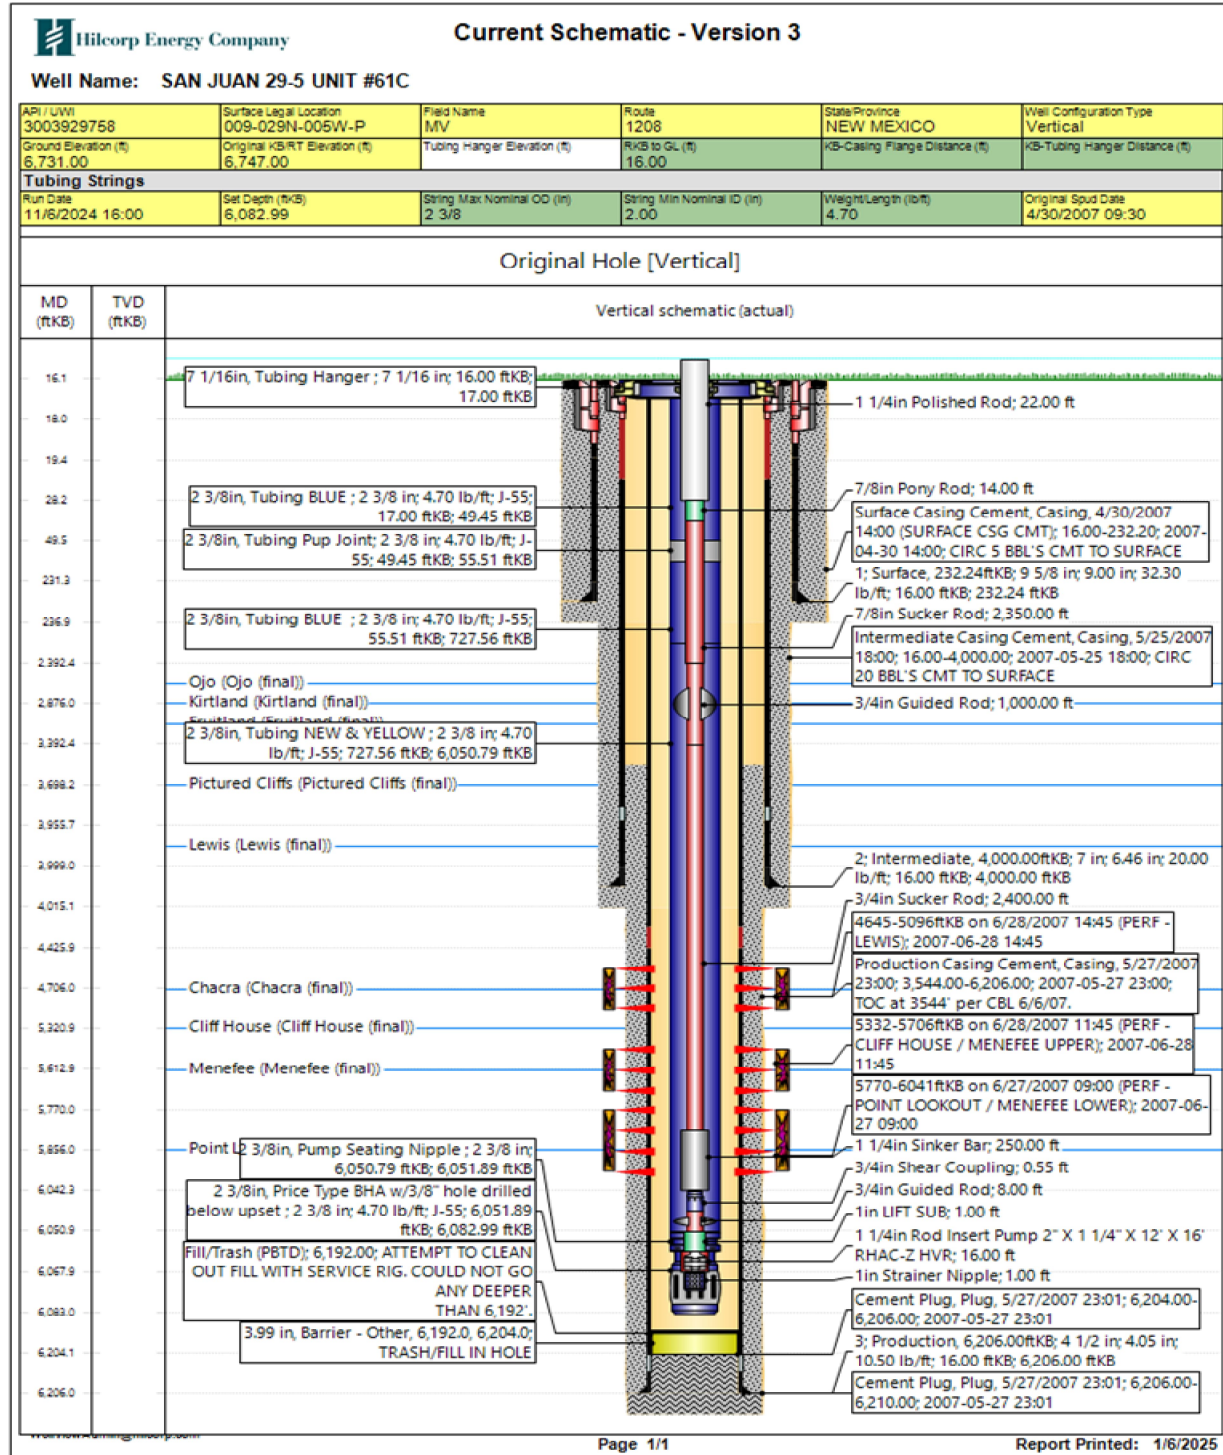 Hilcorp Energy Company
Current Schematic - Version 3
Well Name: SAN JUAN 29-5 UNIT #61C
API / UWI
3003929758
Surface Legal Location
009-029N-005W-P
Field Name
MV
Route
1208
State/Province
NEW MEXICO
Well Configuration Type
Vertical
Ground Elevation (ft)
6,731.00
Original KB/RT Elevation (ft)
6,747.00
Tubing Hanger Elevation (ft)
RKB to GL (ft)
16.00
KB-Casing Flange Distance (ft)
KB-Tubing Hanger Distance (ft)
Tubing Strings
Run Date
11/6/2024 16:00
Set Depth (ftKB)
6,082.99
String Max Nominal OD (in)
2 3/8
String Min Nominal ID (in)
2.00
Weight/Length (lb/ft)
4.70
Original Spud Date
4/30/2007 09:30
Original Hole [Vertical]
MD
(ftKB)
TVD
(ftKB)
Vertical schematic (actual)
16.1
18.0
19.4
28.2
49.5
231.3
236.9
2,392.4
2,876.0
3,392.4
3,698.2
3,955.7
3,999.0
4,015.1
4,425.9
4,706.0
5,320.9
5,612.9
5,770.0
5,856.0
6,042.3
6,050.9
6,067.9
6,083.0
6,204.1
6,206.0
7 1/16in, Tubing Hanger ; 7 1/16 in; 16.00 ftKB;
17.00 ftKB
2 3/8in, Tubing BLUE ; 2 3/8 in; 4.70 lb/ft; J-55;
17.00 ftKB; 49.45 ftKB
2 3/8in, Tubing Pup Joint; 2 3/8 in; 4.70 lb/ft; J-
55; 49.45 ftKB; 55.51 ftKB
2 3/8in, Tubing BLUE ; 2 3/8 in; 4.70 lb/ft; J-55;
55.51 ftKB; 727.56 ftKB
Ojo (Ojo (final))
Kirtland (Kirtland (final))
Fruitland (Fruitland (final))
2 3/8in, Tubing NEW & YELLOW ; 2 3/8 in; 4.70
lb/ft; J-55; 727.56 ftKB; 6,050.79 ftKB
Pictured Cliffs (Pictured Cliffs (final))
Lewis (Lewis (final))
Chacra (Chacra (final))
Cliff House (Cliff House (final))
Menefee (Menefee (final))
Point L
2 3/8in, Pump Seating Nipple ; 2 3/8 in;
6,050.79 ftKB; 6,051.89 ftKB
2 3/8in, Price Type BHA w/3/8" hole drilled
below upset ; 2 3/8 in; 4.70 lb/ft; J-55; 6,051.89
ftKB; 6,082.99 ftKB
Fill/Trash (PBTD); 6,192.00; ATTEMPT TO CLEAN
OUT FILL WITH SERVICE RIG. COULD NOT GO
ANY DEEPER
THAN 6,192'.
3.99 in, Barrier - Other, 6,192.0, 6,204.0;
TRASH/FILL IN HOLE
1 1/4in Polished Rod; 22.00 ft
7/8in Pony Rod; 14.00 ft
Surface Casing Cement, Casing, 4/30/2007
14:00 (SURFACE CSG CMT); 16.00-232.20; 2007-
04-30 14:00; CIRC 5 BBL'S CMT TO SURFACE
1; Surface, 232.24ftKB; 9 5/8 in; 9.00 in; 32.30
lb/ft; 16.00 ftKB; 232.24 ftKB
7/8in Sucker Rod; 2,350.00 ft
Intermediate Casing Cement, Casing, 5/25/2007
18:00; 16.00-4,000.00; 2007-05-25 18:00; CIRC
20 BBL'S CMT TO SURFACE
3/4in Guided Rod; 1,000.00 ft
2; Intermediate, 4,000.00ftKB; 7 in; 6.46 in; 20.00
lb/ft; 16.00 ftKB; 4,000.00 ftKB
3/4in Sucker Rod; 2,400.00 ft
4645-5096ftKB on 6/28/2007 14:45 (PERF -
LEWIS); 2007-06-28 14:45
Production Casing Cement, Casing, 5/27/2007
23:00; 3,544.00-6,206.00; 2007-05-27 23:00;
TOC at 3544' per CBL 6/6/07.
5332-5706ftKB on 6/28/2007 11:45 (PERF -
CLIFF HOUSE / MENEFEE UPPER); 2007-06-28
11:45
5770-6041ftKB on 6/27/2007 09:00 (PERF -
POINT LOOKOUT / MENEFEE LOWER); 2007-06-
27 09:00
1 1/4in Sinker Bar; 250.00 ft
3/4in Shear Coupling; 0.55 ft
3/4in Guided Rod; 8.00 ft
1in LIFT SUB; 1.00 ft
1 1/4in Rod Insert Pump 2" X 1 1/4" X 12' X 16'
RHAC-Z HVR; 16.00 ft
1in Strainer Nipple; 1.00 ft
Cement Plug, Plug, 5/27/2007 23:01; 6,204.00-
6,206.00; 2007-05-27 23:01
3; Production, 6,206.00ftKB; 4 1/2 in; 4.05 in;
10.50 lb/ft; 16.00 ftKB; 6,206.00 ftKB
Cement Plug, Plug, 5/27/2007 23:01; 6,206.00-
6,210.00; 2007-05-27 23:01
Page 1/1
Report Printed: 1/6/2025